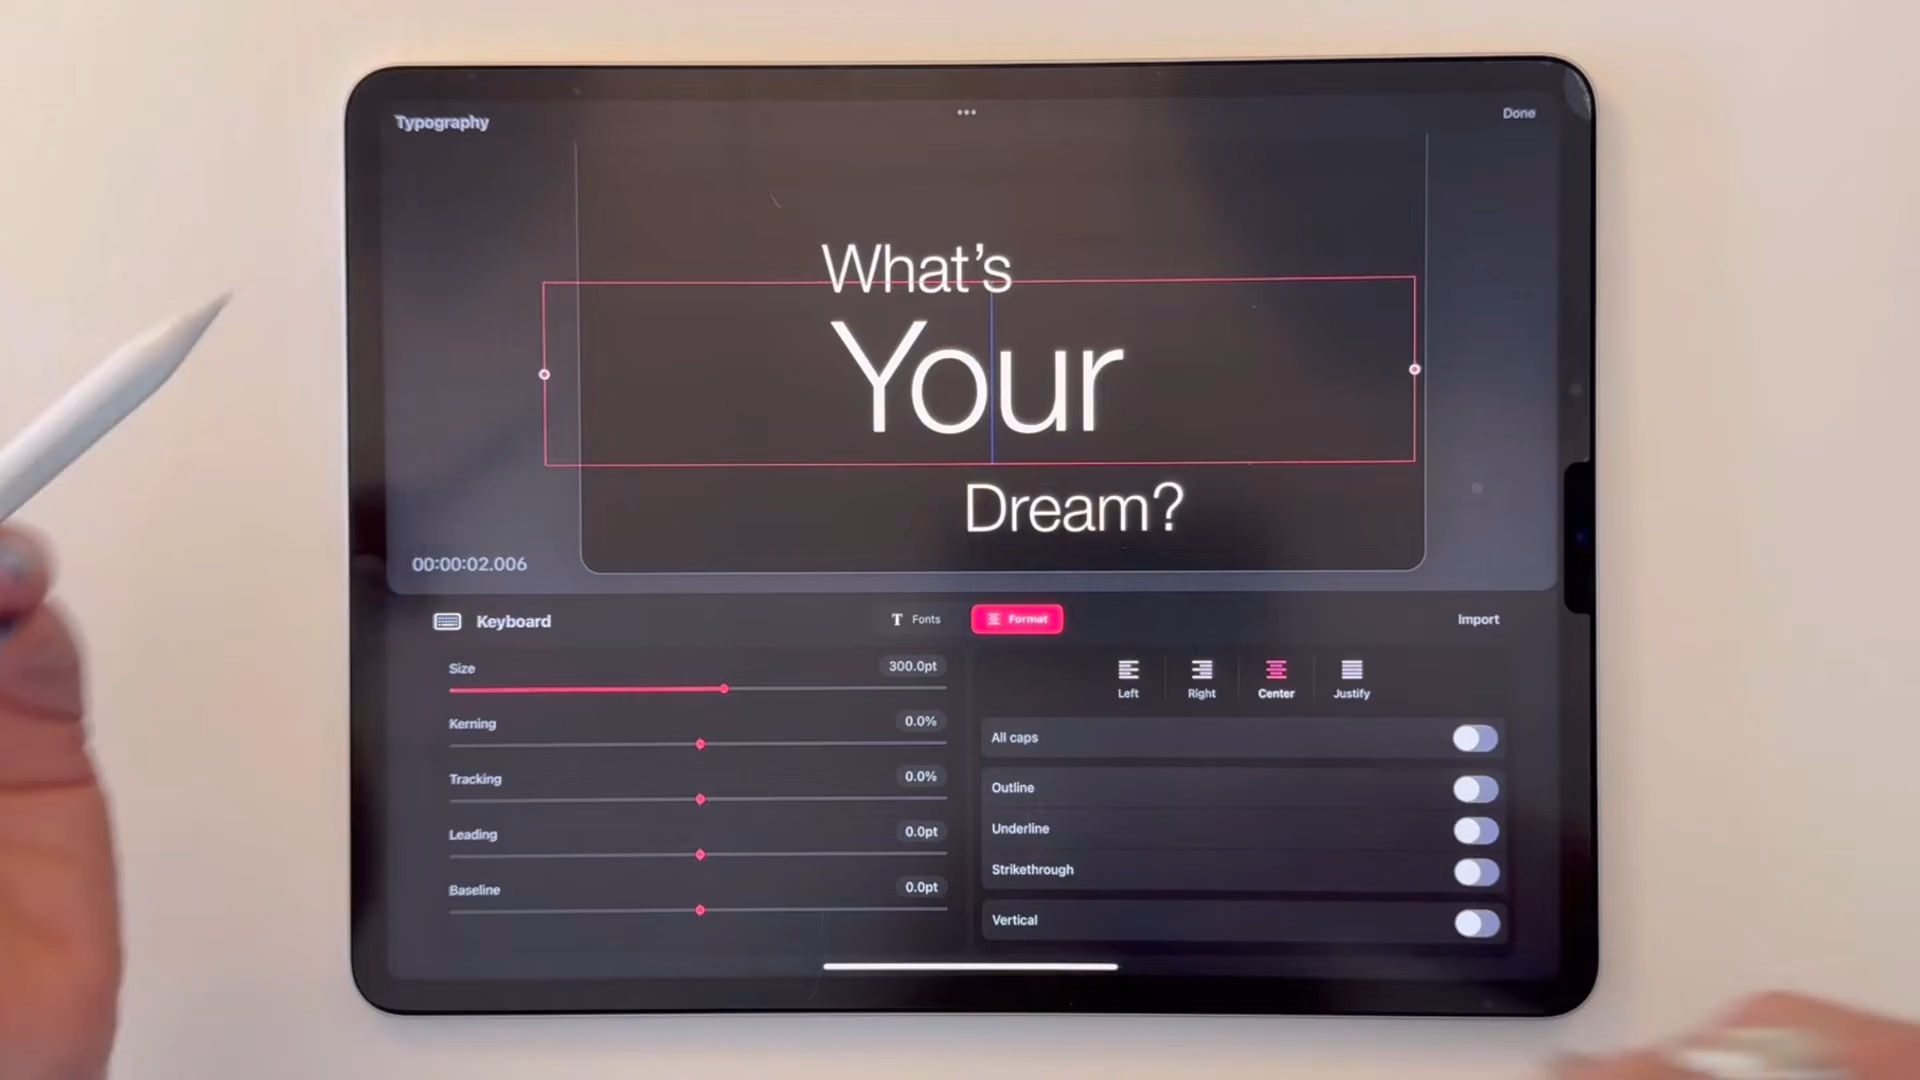 Typography
Done
What's
Your
Dream?
00:00:02.006
Keyboard
Fonts
Format
Import
Size
300.0pt
Kerning
0.0%
Tracking
0.0%
Leading
0.0pt
Baseline
0.0pt
Left
Right
Center
Justify
All caps
Outline
Underline
Strikethrough
Vertical